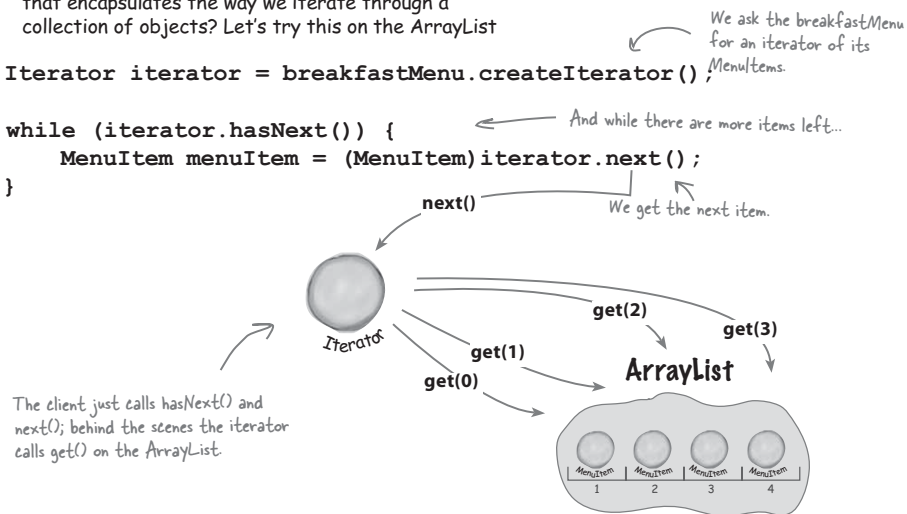 that encapsulates the way we iterate through a
collection of objects? Let's try this on the ArrayList
We ask the breakfastMenu
for an iterator of its
MenuItems.
Iterator iterator = breakfastMenu.createIterator();
while (iterator.hasNext()) {
And while there are more items left...
MenuItem menuItem = (MenuItem)iterator.next();
}
We get the next item.
next()
Iterator
get(2)
get(3)
get(1)
get(0)
ArrayList
The client just calls hasNext() and
next(); behind the scenes the iterator
calls get() on the ArrayList.
MenuItem MenuItem MenuItem MenuItem
1 2 3 4